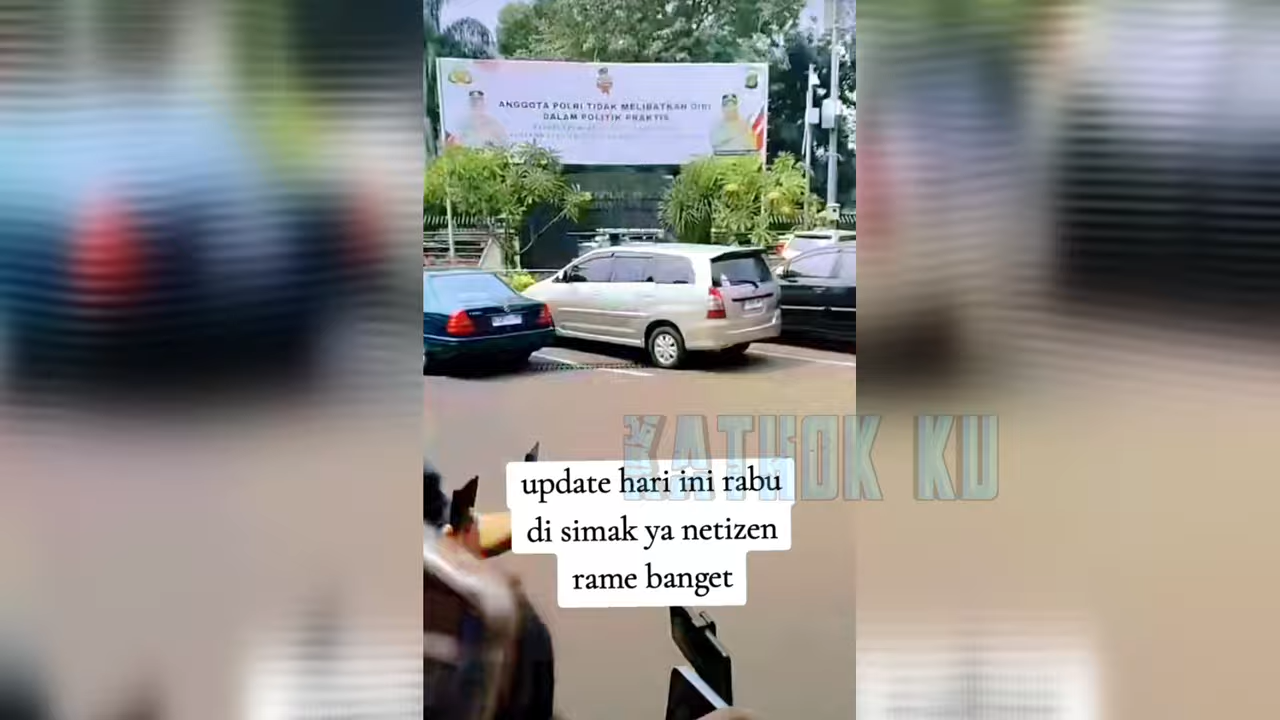 ANGGOTA POLRI TIDAK MELIBATKAN DIRI
DALAM POLITIK PRAKTIS
KATHOK KU
update hari ini rabu
di simak ya netizen
rame banget